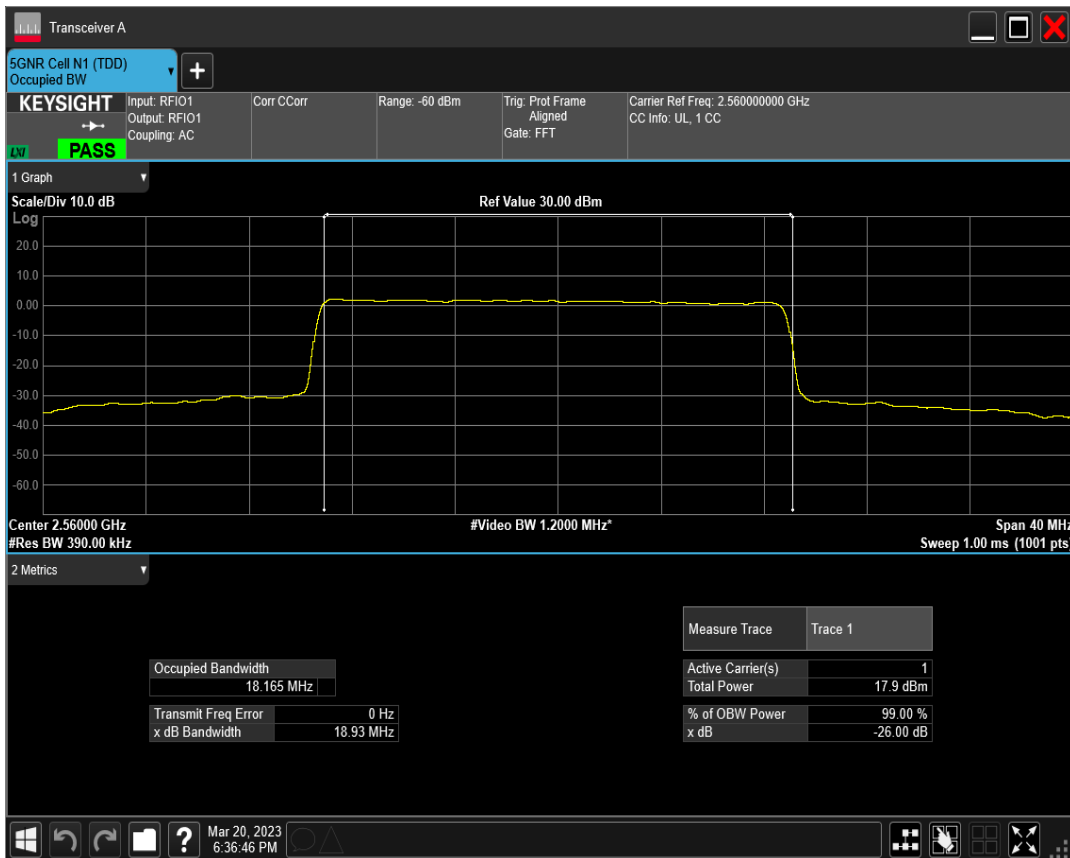 Transceiver A
5GNR Cell N1 (TDD)
Occupied BW
+
KEYSIGHT
LXI
PASS
Input: RFIO1
Output: RFIO1
Coupling: AC
Corr CCorr
Range: -60 dBm
Trig: Prot Frame
Aligned
Gate: FFT
Carrier Ref Freq: 2.560000000 GHz
CC Info: UL, 1 CC
1 Graph
Scale/Div 10.0 dB
Ref Value 30.00 dBm
Log
20.0
10.0
0.00
-10.0
-20.0
-30.0
-40.0
-50.0
-60.0
Center 2.56000 GHz
#Video BW 1.2000 MHz*
Span 40 MHz
#Res BW 390.00 kHz
Sweep 1.00 ms (1001 pts)
2 Metrics
Measure Trace Trace 1
Occupied Bandwidth
18.165 MHz
Active Carrier(s) 1
Total Power 17.9 dBm
Transmit Freq Error 0 Hz
x dB Bandwidth 18.93 MHz
% of OBW Power 99.00 %
x dB -26.00 dB
?
Mar 20, 2023
6:36:46 PM